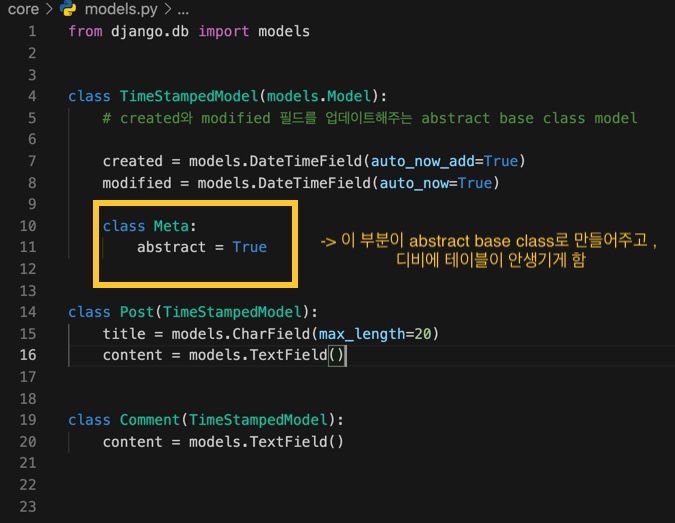 core > models.py > ...
1 from django.db import models
2
3
4 class TimeStampedModel(models.Model):
5 # created와 modified 필드를 업데이트해주는 abstract base class model
6
7 created = models.DateTimeField(auto_now_add=True)
8 modified = models.DateTimeField(auto_now=True)
9
10 class Meta:
11 abstract = True
-> 이 부분이 abstract base class로 만들어주고 ,
디비에 테이블이 안생기게 함
12
13
14 class Post(TimeStampedModel):
15 title = models.CharField(max_length=20)
16 content = models.TextField()
17
18
19 class Comment(TimeStampedModel):
20 content = models.TextField()
21
22
23